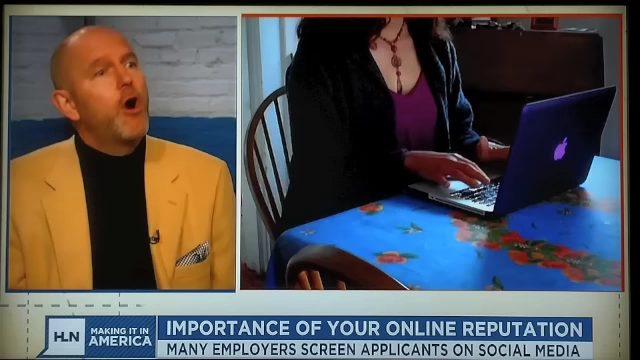 HLN
MAKING IT IN
AMERICA
IMPORTANCE OF YOUR ONLINE REPUTATION
MANY EMPLOYERS SCREEN APPLICANTS ON SOCIAL MEDIA